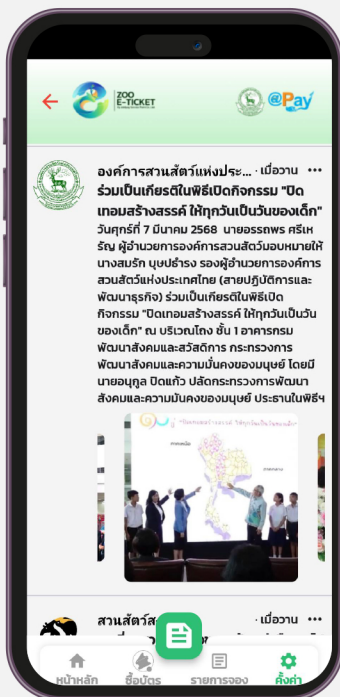 ZOO
E-TICKET
@Pay
องค์การสวนสัตว์แห่งประ... · เมื่อวาน
ร่วมเป็นเกียรติในพิธีเปิดกิจกรรม "ปิด
เทอมสร้างสรรค์ ให้ทุกวันเป็นวันของเด็ก"
วันศุกร์ที่ 7 มีนาคม 2568 นายอรรถพร ศรีเห
รัญ ผู้อำนวยการองค์การสวนสัตว์มอบหมายให้
นางสมรัก บุษปธำรง รองผู้อำนวยการองค์การ
สวนสัตว์แห่งประเทศไทย (สายปฏิบัติการและ
พัฒนาธุรกิจ) ร่วมเป็นเกียรติในพิธีเปิด
กิจกรรม "ปิดเทอมสร้างสรรค์ ให้ทุกวันเป็นวัน
ของเด็ก" ณ บริเวณโถง ชั้น 1 อาคารกรม
พัฒนาสังคมและสวัสดิการ กระทรวงการ
พัฒนาสังคมและความมั่นคงของมนุษย์ โดยมี
นายอนุกูล ปิดแก้ว ปลัดกระทรวงการพัฒนา
สังคมและความมั่นคงของมนุษย์ ประธานในพิธีฯ
"ปิดเทอมสร้างสรรค์ ให้ทุกวันเป็นวันของเด็ก"
สวนสัตว์ส · เมื่อวาน
หน้าหลัก
ซื้อบัตร
รายการจอง
ตั้งค่า